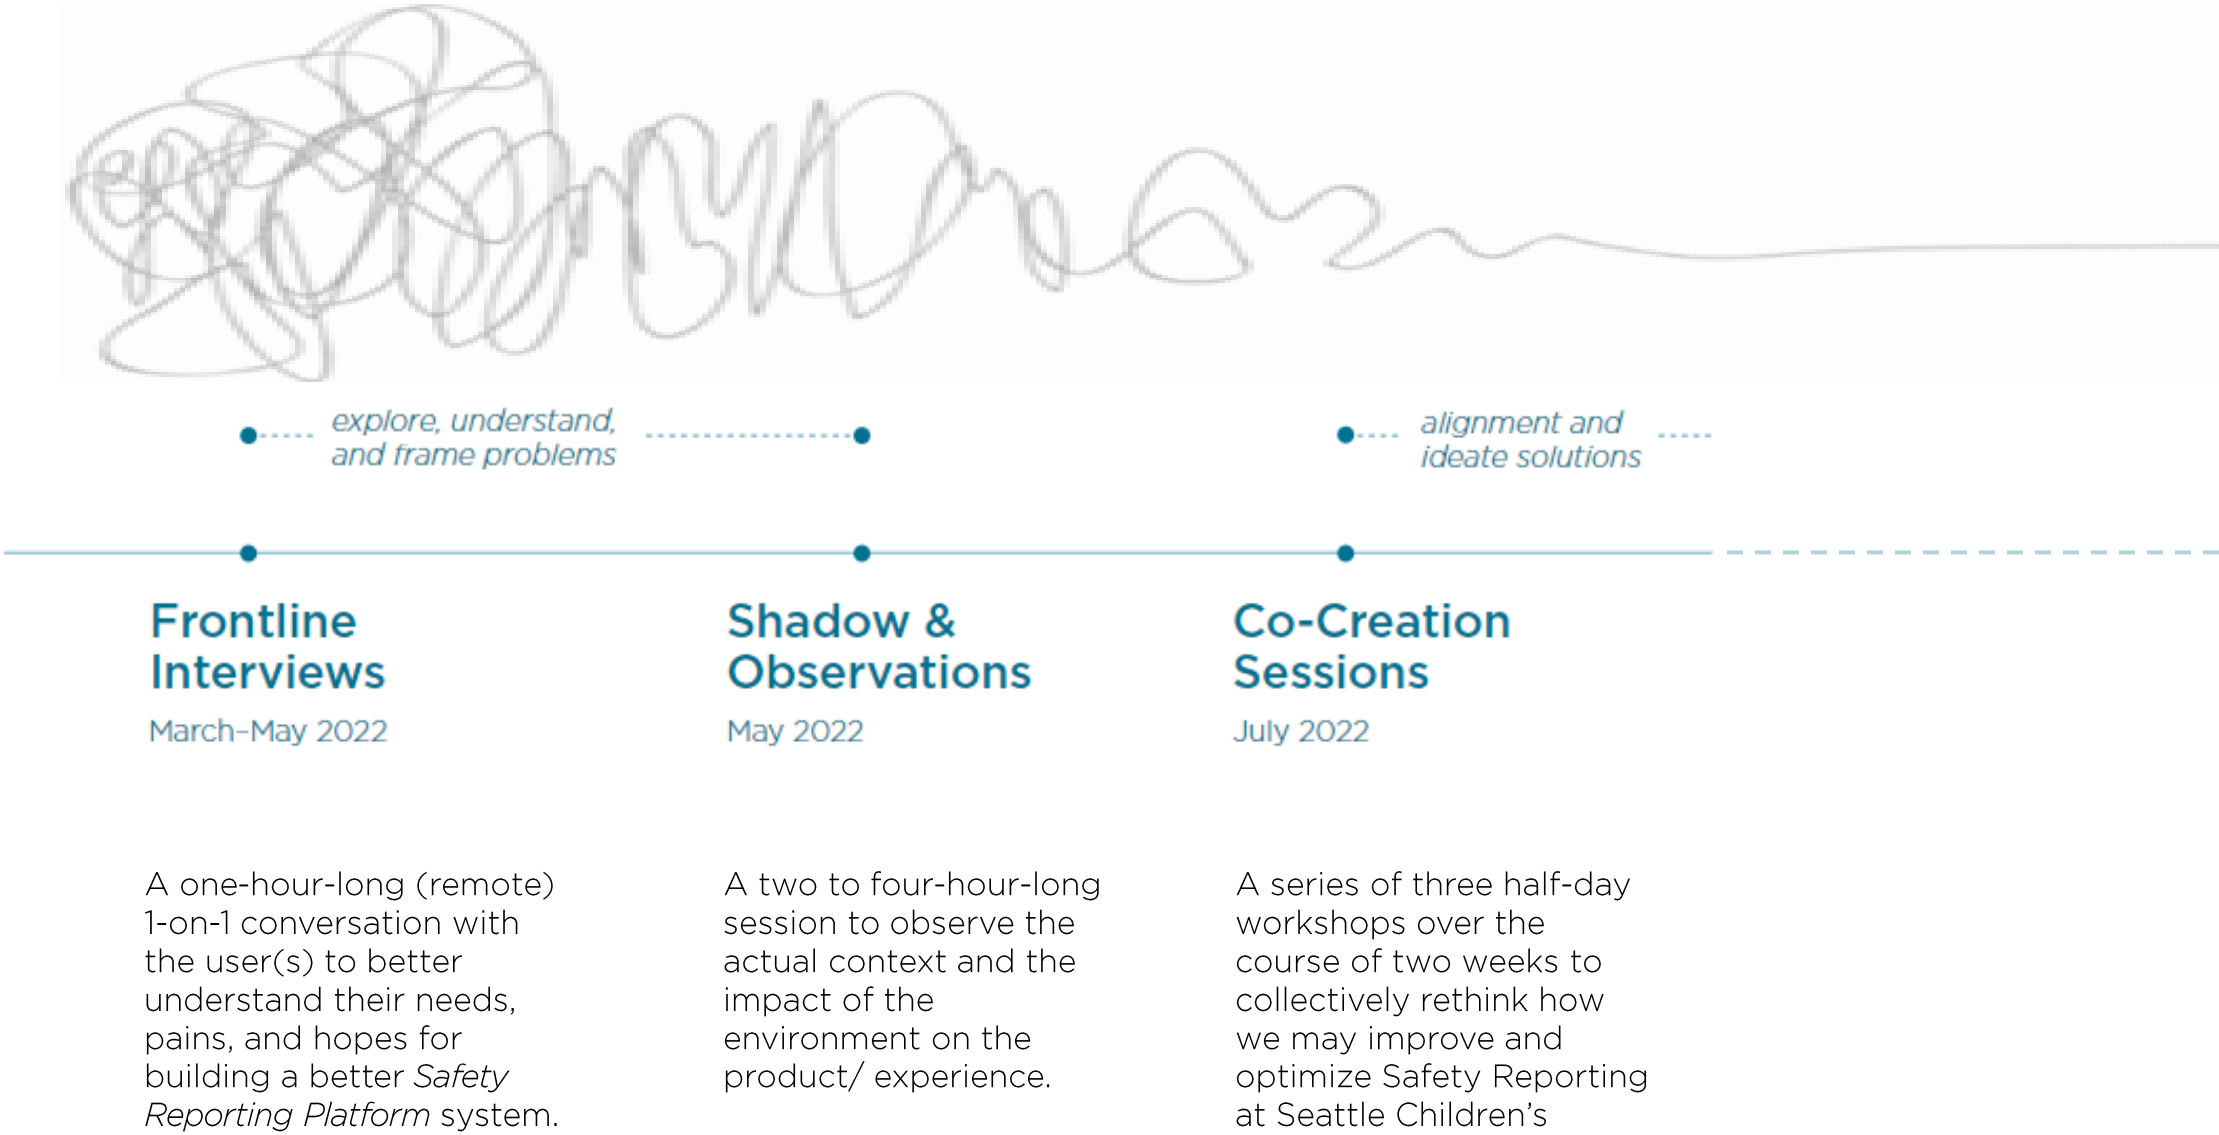 explore, understand,
and frame problems
alignment and
ideate solutions
Frontline
Interviews
March–May 2022
Shadow &
Observations
May 2022
Co-Creation
Sessions
July 2022
A one-hour-long (remote)
1-on-1 conversation with
the user(s) to better
understand their needs,
pains, and hopes for
building a better Safety
Reporting Platform system.
A two to four-hour-long
session to observe the
actual context and the
impact of the
environment on the
product/ experience.
A series of three half-day
workshops over the
course of two weeks to
collectively rethink how
we may improve and
optimize Safety Reporting
at Seattle Children’s